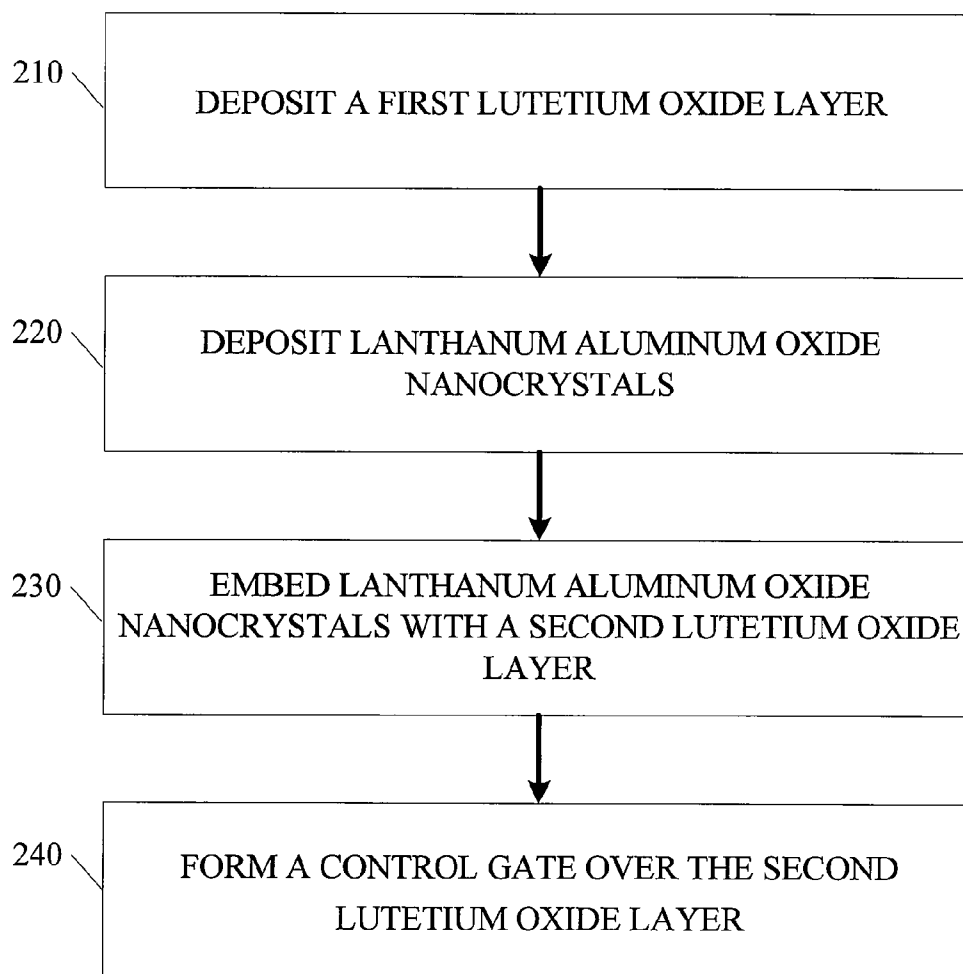 210
DEPOSIT A FIRST LUTETIUM OXIDE LAYER
220
DEPOSIT LANTHANUM ALUMINUM OXIDE
NANOCRYSTALS
230
EMBED LANTHANUM ALUMINUM OXIDE
NANOCRYSTALS WITH A SECOND LUTETIUM OXIDE
LAYER
240
FORM A CONTROL GATE OVER THE SECOND
LUTETIUM OXIDE LAYER